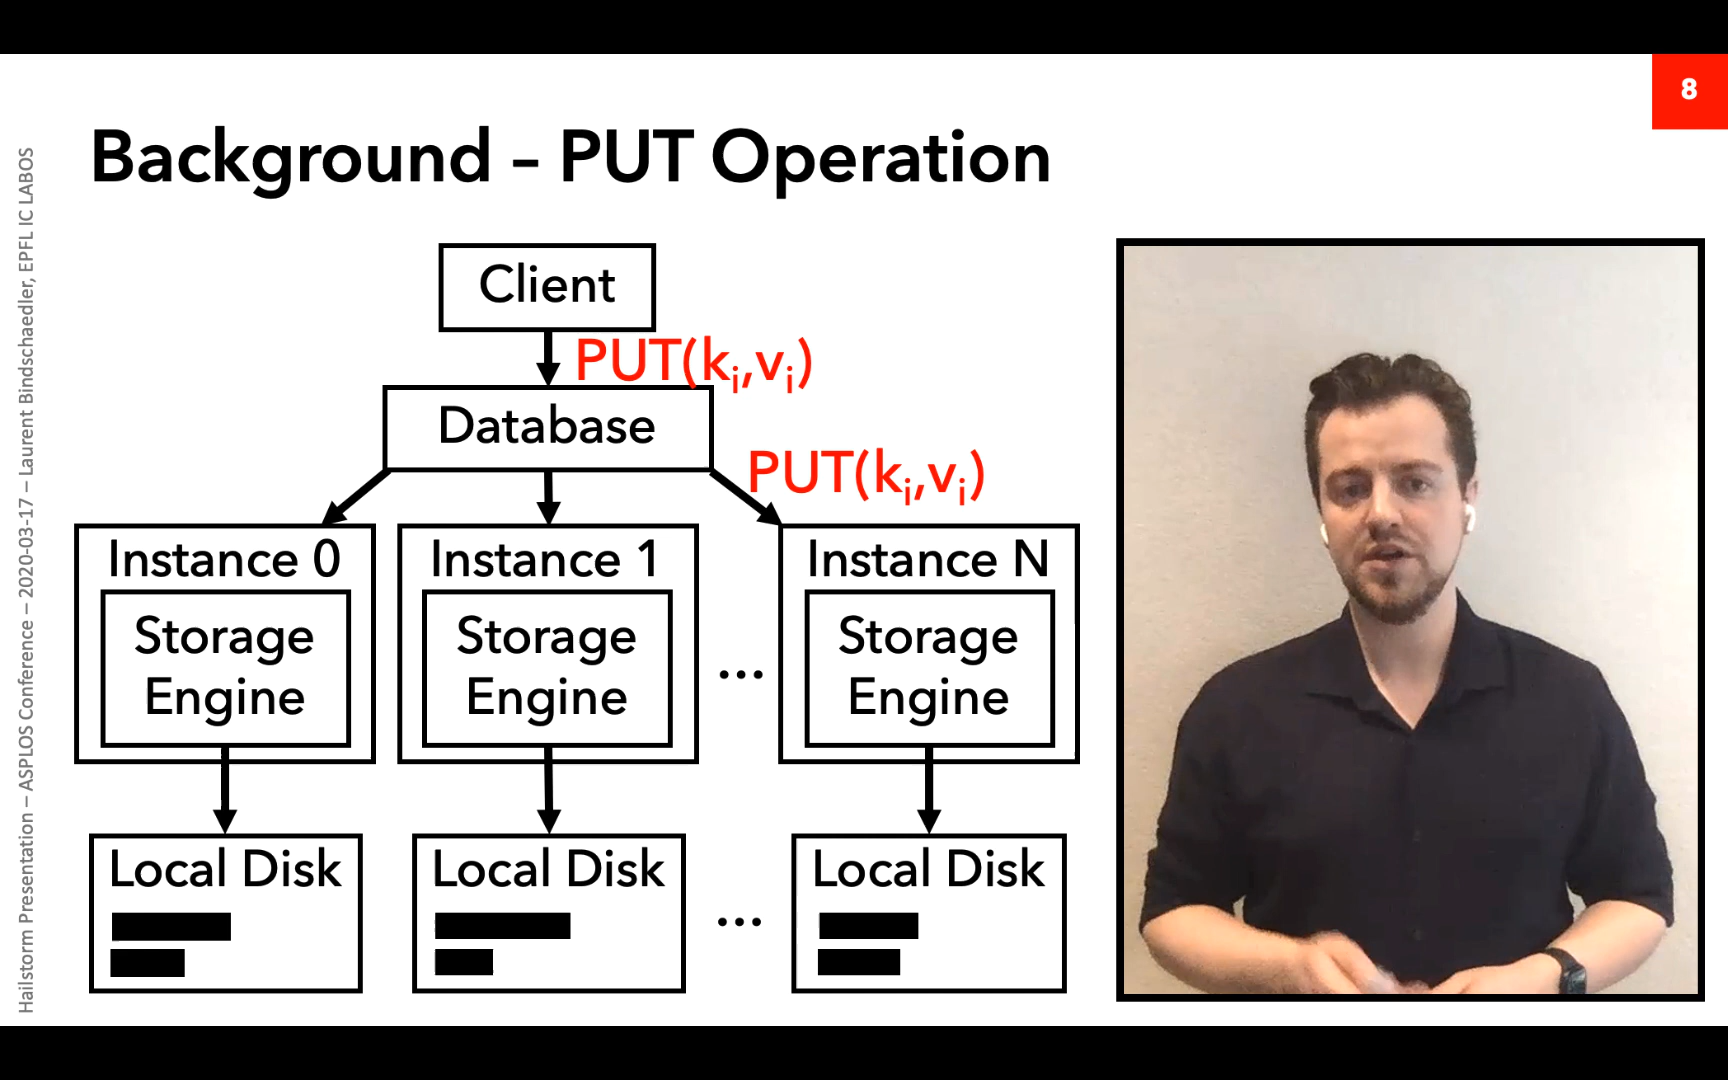 8
Background – PUT Operation
Hailstorm Presentation – ASPLOS Conference – 2020-03-17 – Laurent Bindschaedler, EPFL IC LABOS
Client
PUT(ki,vi)
Database
PUT(ki,vi)
Instance 0
Instance 1
Instance N
Storage
Engine
Storage
Engine
...
Storage
Engine
Local Disk
Local Disk
...
Local Disk